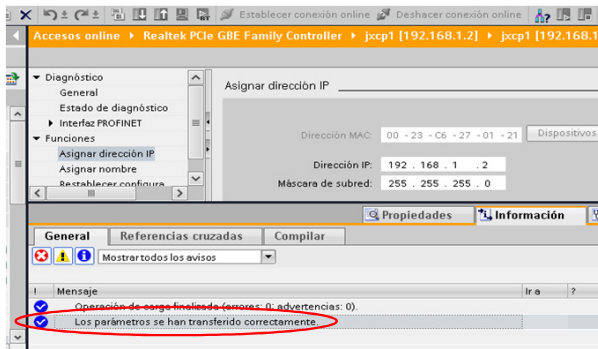 Establecer conexión online Deshacer conexión online
Accesos online Realtek PCIe GBE Family Controller jxcp1 [192.168.1.2] jxcp1 [192.168.1
Diagnóstico
General
Estado de diagnóstico
Interfaz PROFINET
Funciones
Asignar dirección IP
Asignar nombre
Restablecer configura
Asignar dirección IP
Dirección MAC: 00 - 23 - C6 - 27 - 01 - 21 Dispositivos
Dirección IP: 192 . 168 . 1 . 2
Máscara de subred: 255 . 255 . 255 . 0
Propiedades Información
General Referencias cruzadas Compilar
Mostrar todos los avisos
! Mensaje Ir a ?
Operación de carga finalizada (errores: 0; advertencias: 0).
Los parámetros se han transferido correctamente.